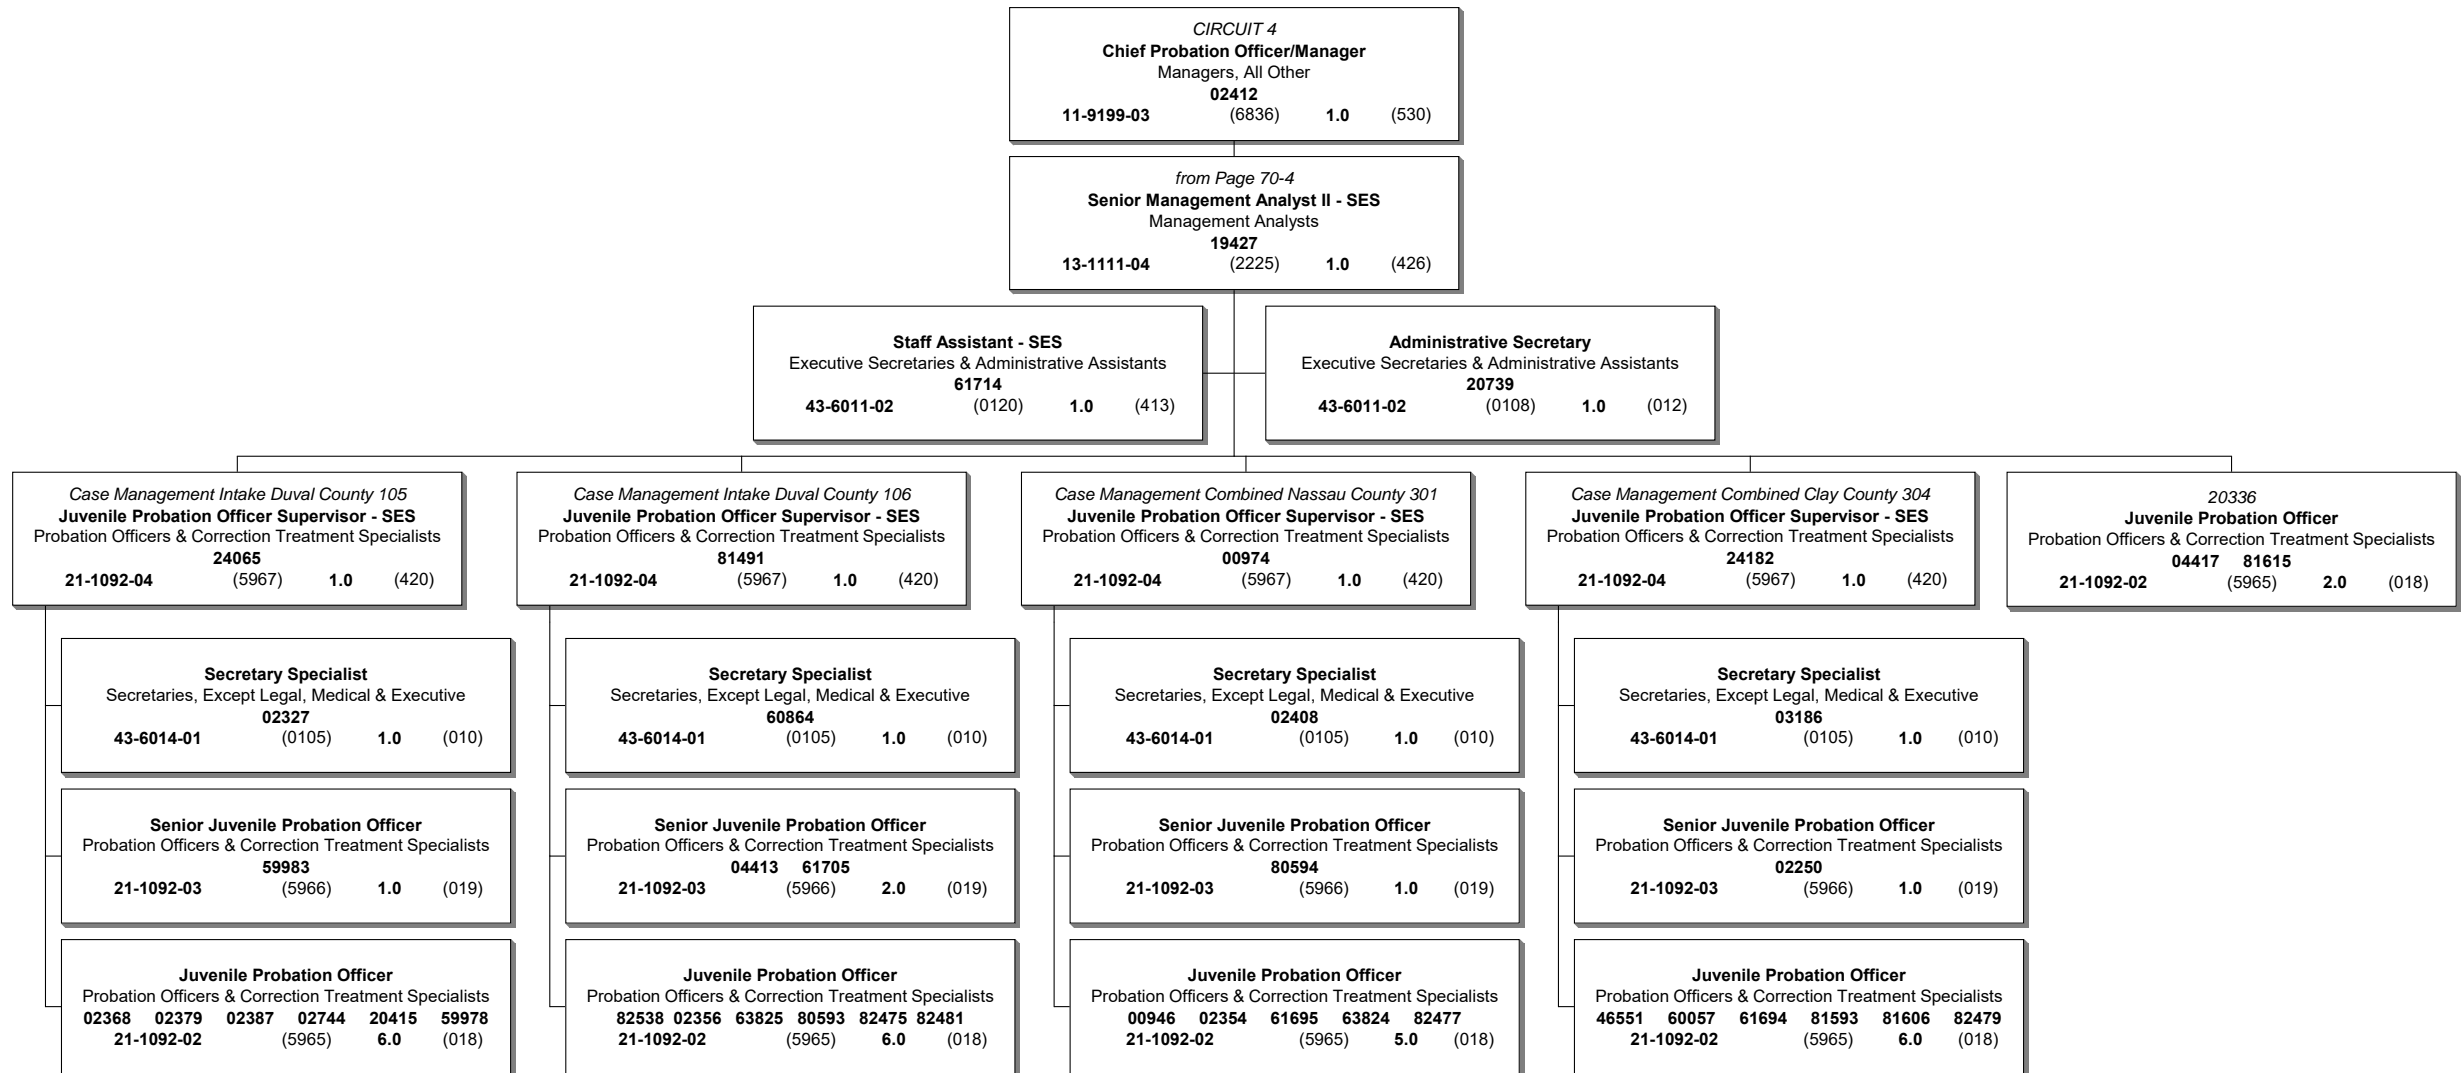 CIRCUIT 4
Chief Probation Officer/Manager
Managers, All Other
02412
11-9199-03 (6836) 1.0 (530)
from Page 70-4
Senior Management Analyst II - SES
Management Analysts
19427
13-1111-04 (2225) 1.0 (426)
Staff Assistant - SES
Executive Secretaries & Administrative Assistants
61714
43-6011-02 (0120) 1.0 (413)
Administrative Secretary
Executive Secretaries & Administrative Assistants
20739
43-6011-02 (0108) 1.0 (012)
Case Management Intake Duval County 105
Juvenile Probation Officer Supervisor - SES
Probation Officers & Correction Treatment Specialists
24065
21-1092-04 (5967) 1.0 (420)
Secretary Specialist
Secretaries, Except Legal, Medical & Executive
02327
43-6014-01 (0105) 1.0 (010)
Senior Juvenile Probation Officer
Probation Officers & Correction Treatment Specialists
59983
21-1092-03 (5966) 1.0 (019)
Juvenile Probation Officer
Probation Officers & Correction Treatment Specialists
02368 02379 02387 02744 20415 59978
21-1092-02 (5965) 6.0 (018)
Case Management Intake Duval County 106
Juvenile Probation Officer Supervisor - SES
Probation Officers & Correction Treatment Specialists
81491
21-1092-04 (5967) 1.0 (420)
Secretary Specialist
Secretaries, Except Legal, Medical & Executive
60864
43-6014-01 (0105) 1.0 (010)
Senior Juvenile Probation Officer
Probation Officers & Correction Treatment Specialists
04413 61705
21-1092-03 (5966) 2.0 (019)
Juvenile Probation Officer
Probation Officers & Correction Treatment Specialists
82538 02356 63825 80593 82475 82481
21-1092-02 (5965) 6.0 (018)
Case Management Combined Nassau County 301
Juvenile Probation Officer Supervisor - SES
Probation Officers & Correction Treatment Specialists
00974
21-1092-04 (5967) 1.0 (420)
Secretary Specialist
Secretaries, Except Legal, Medical & Executive
02408
43-6014-01 (0105) 1.0 (010)
Senior Juvenile Probation Officer
Probation Officers & Correction Treatment Specialists
80594
21-1092-03 (5966) 1.0 (019)
Juvenile Probation Officer
Probation Officers & Correction Treatment Specialists
00946 02354 61695 63824 82477
21-1092-02 (5965) 5.0 (018)
Case Management Combined Clay County 304
Juvenile Probation Officer Supervisor - SES
Probation Officers & Correction Treatment Specialists
24182
21-1092-04 (5967) 1.0 (420)
Secretary Specialist
Secretaries, Except Legal, Medical & Executive
03186
43-6014-01 (0105) 1.0 (010)
Senior Juvenile Probation Officer
Probation Officers & Correction Treatment Specialists
02250
21-1092-03 (5966) 1.0 (019)
Juvenile Probation Officer
Probation Officers & Correction Treatment Specialists
46551 60057 61694 81593 81606 82479
21-1092-02 (5965) 6.0 (018)
20336
Juvenile Probation Officer
Probation Officers & Correction Treatment Specialists
04417 81615
21-1092-02 (5965) 2.0 (018)